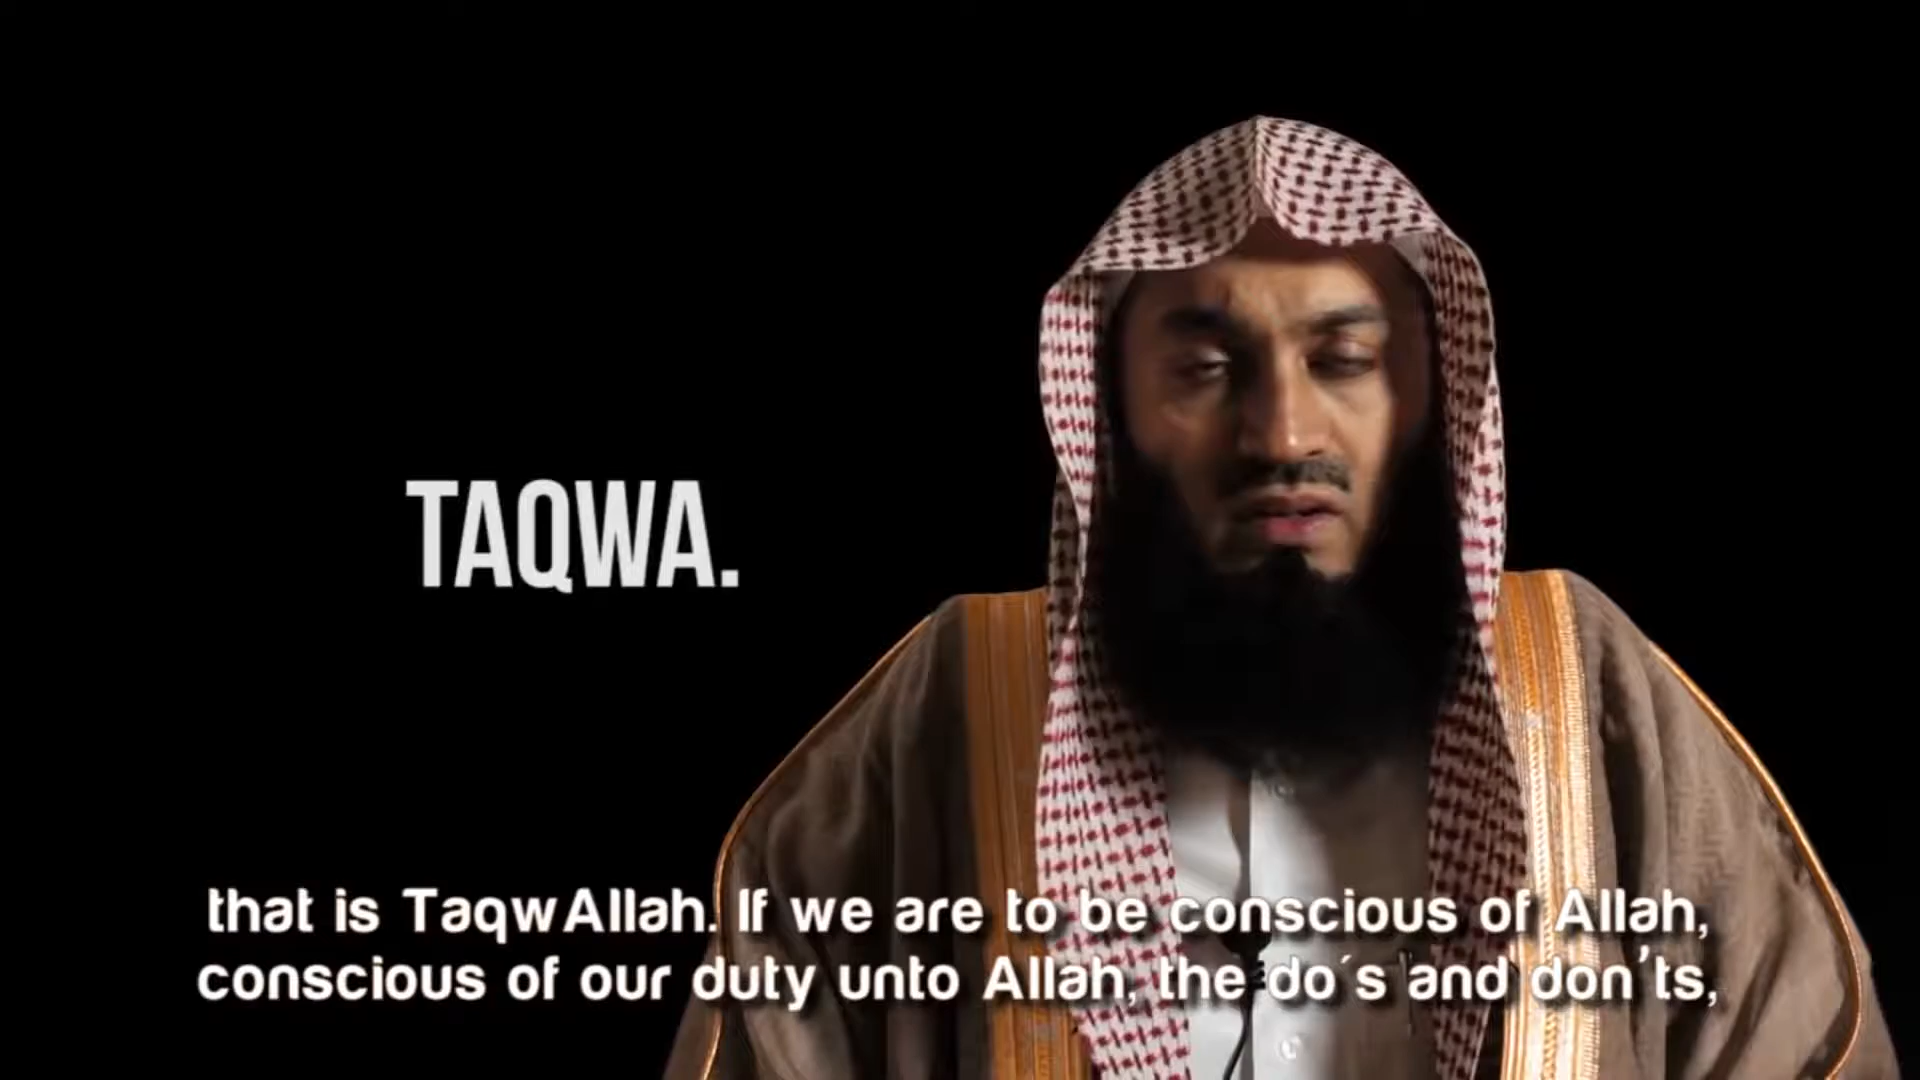 TAQWA.
that is TaqwAllah. If we are to be conscious of Allah,
conscious of our duty unto Allah, the do´s and don'ts,